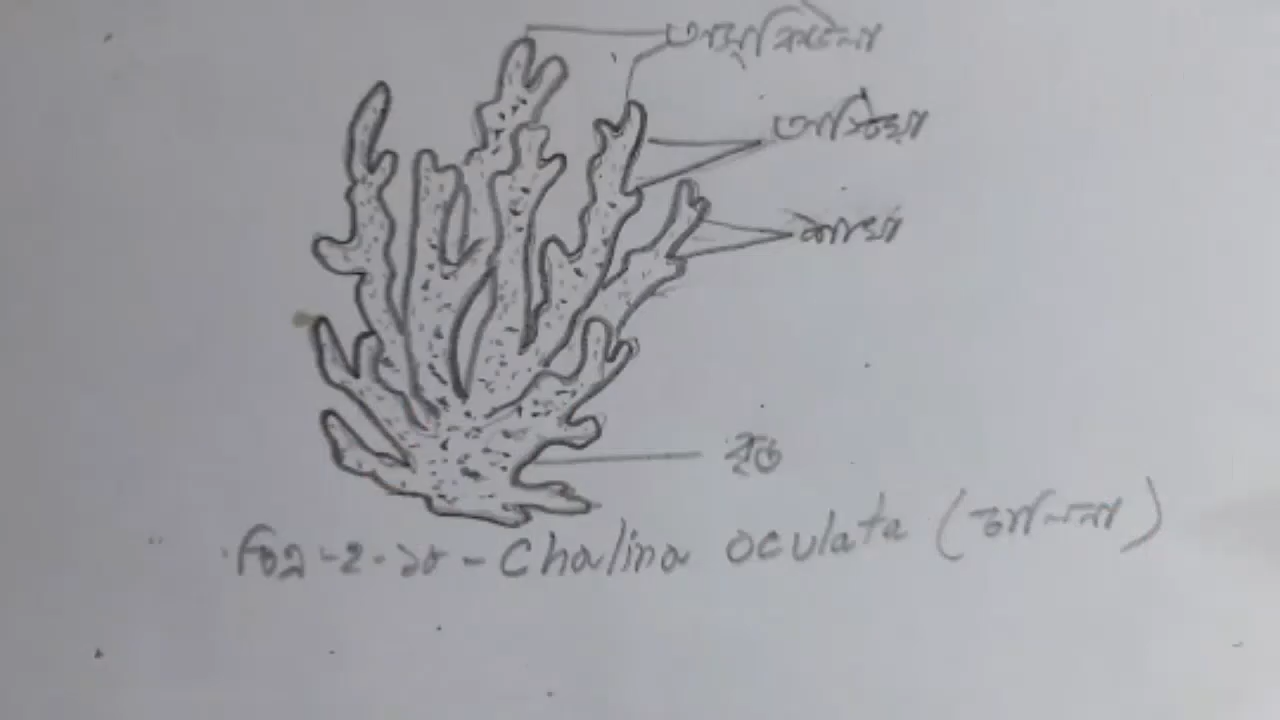 অস্টিয়া
শাখা
বৃন্ত
চিত্র-২.১৮ - Chalina oculata (